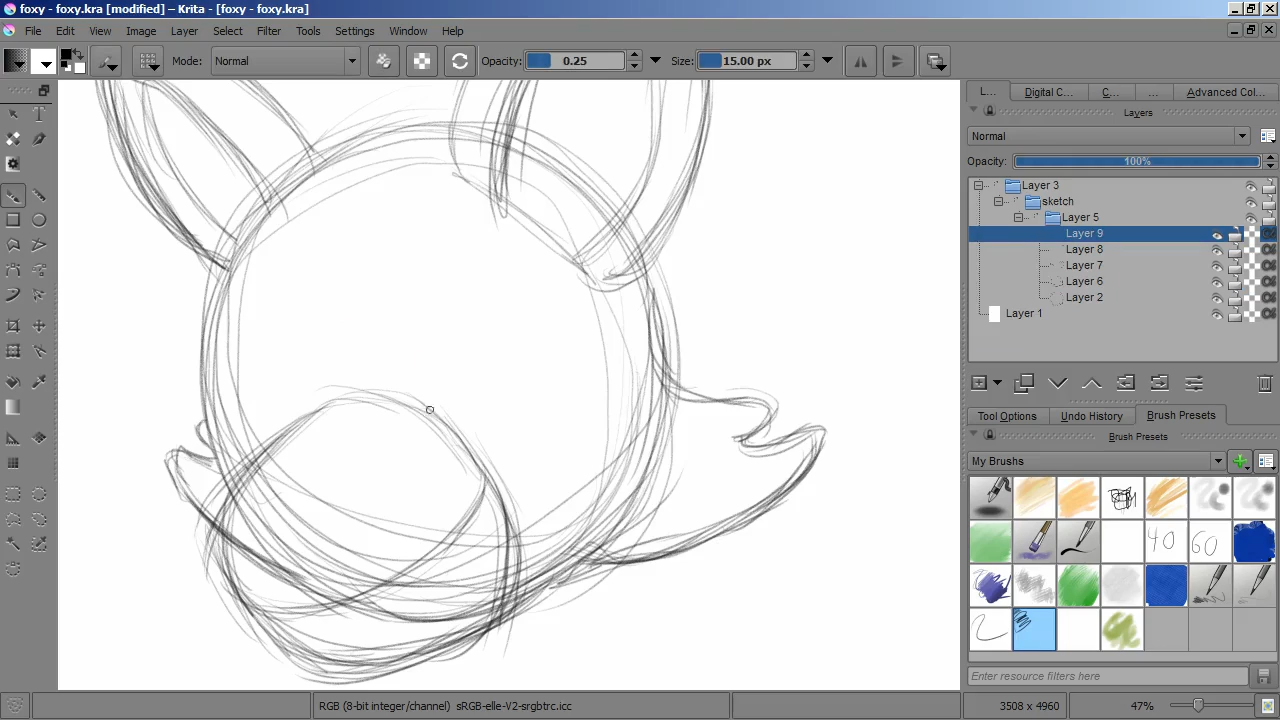 foxy - foxy.kra [modified] – Krita - [foxy - foxy.kra]
File Edit View Image Layer Select Filter Tools Settings Window Help
Mode: Normal Opacity: 0.25 Size: 15.00 px
L... Digital C... C... ... Advanced Col...
Layers
Normal
Opacity: 100%
Layer 3
sketch
Layer 5
Layer 9
Layer 8
Layer 7
Layer 6
Layer 2
Layer 1
Tool Options Undo History Brush Presets
Brush Presets
My Brushes
40 60
Enter resource filters here
RGB (8-bit integer/channel) sRGB-elle-V2-srgbtrc.icc 3508 x 4960 47%